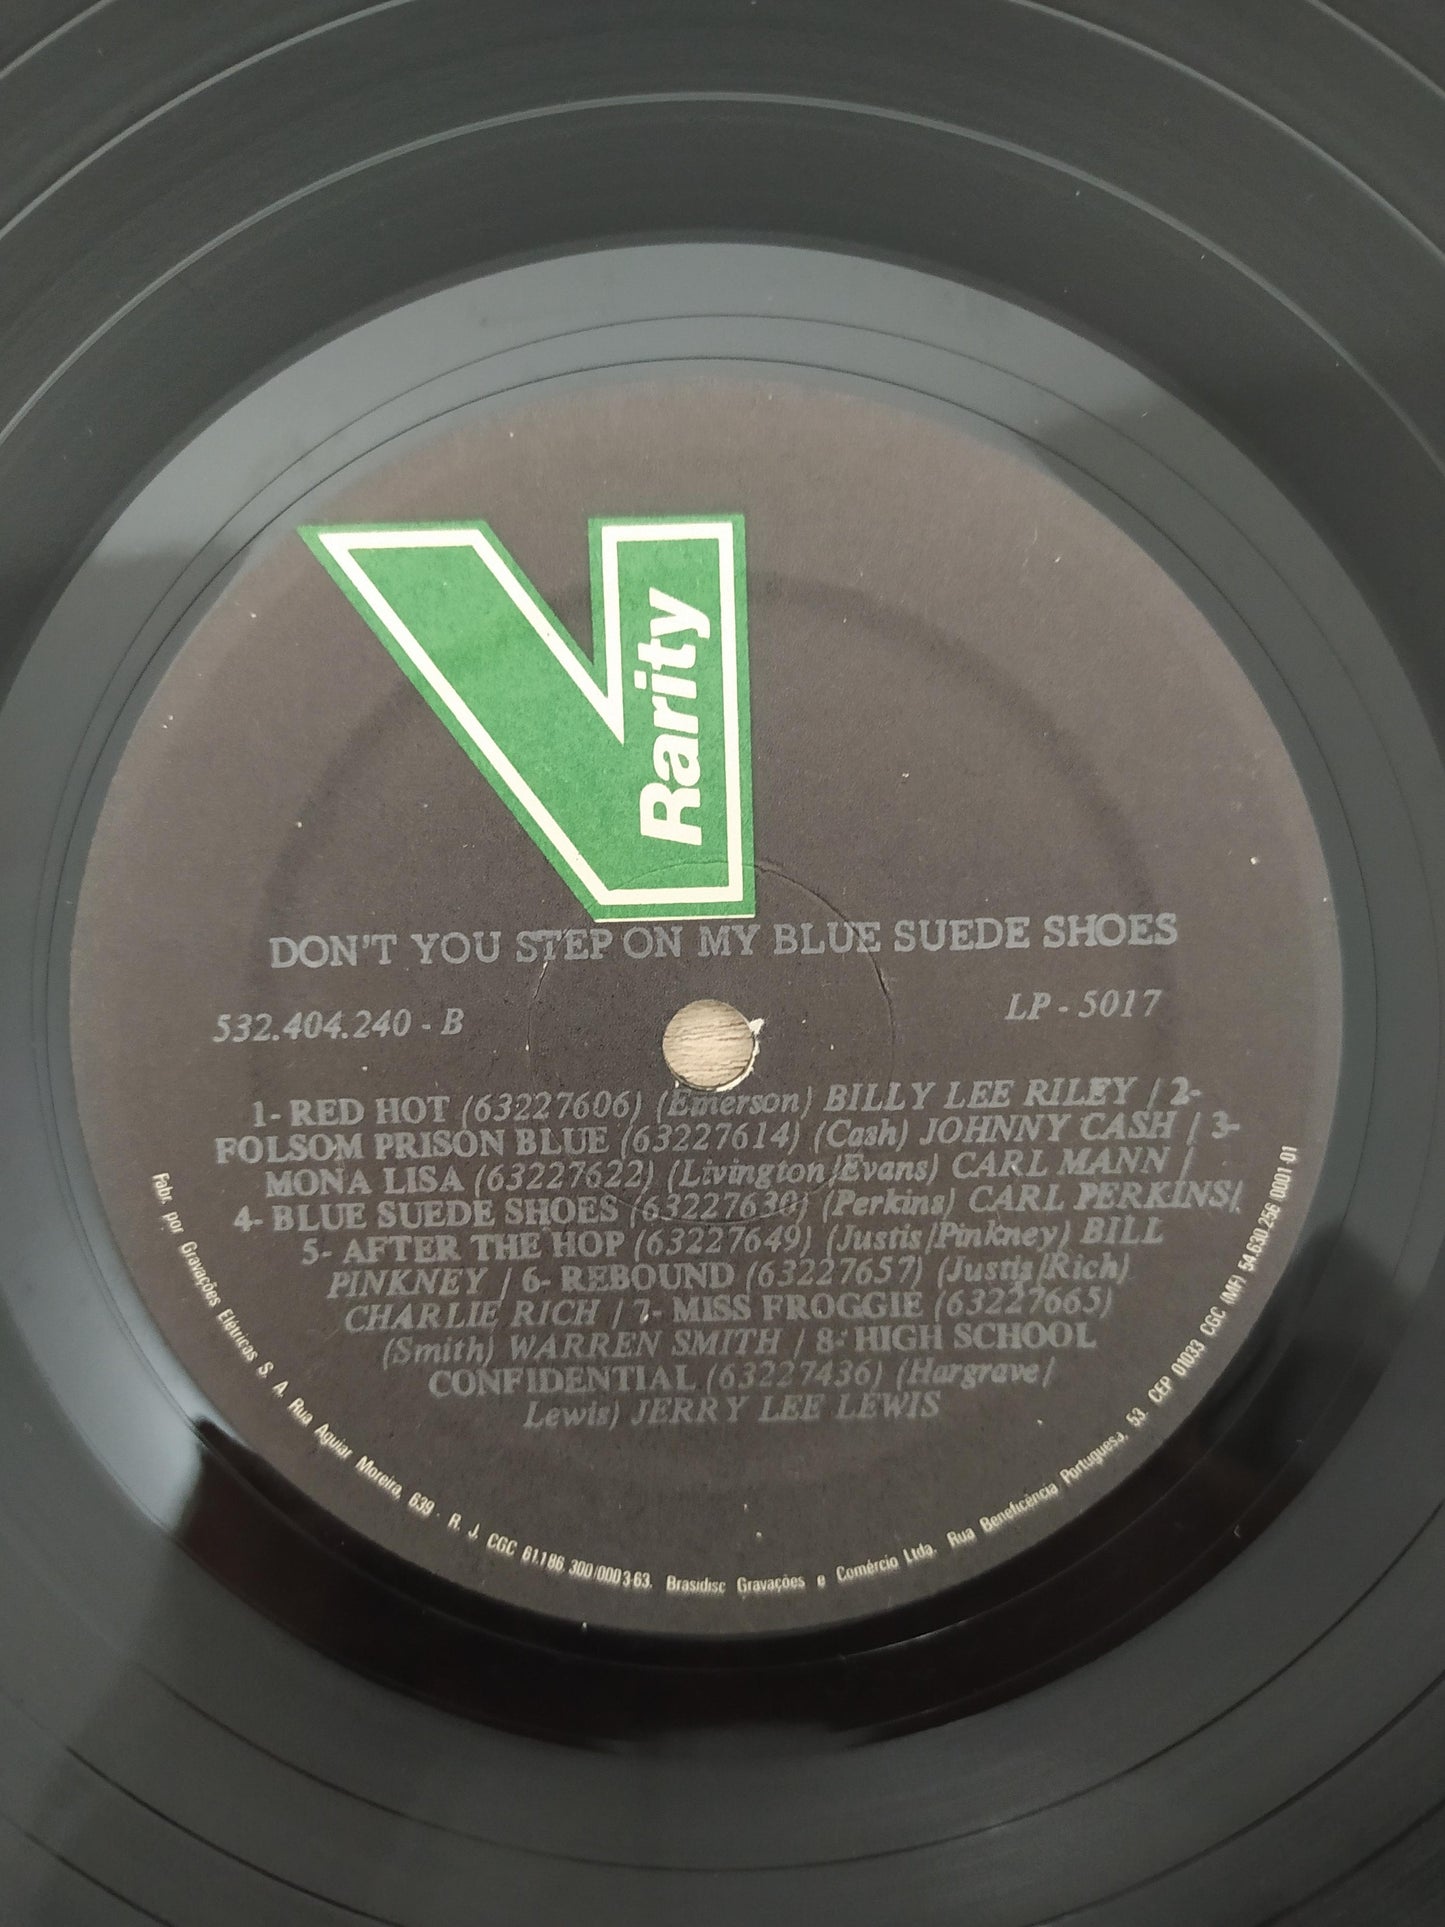 Rarity
DON'T YOU STEP ON MY BLUE SUEDE SHOES
532.404.240 - B
LP - 5017
1- RED HOT (63227606) (Emerson) BILLY LEE RILEY / 2-
FOLSOM PRISON BLUE (63227614) (Cash) JOHNNY CASH / 3-
MONA LISA (63227622) (Livington/Evans) CARL MANN /
4- BLUE SUEDE SHOES (63227630) (Perkins) CARL PERKINS/
5- AFTER THE HOP (63227649) (Justis/Pinkney) BILL
PINKNEY / 6- REBOUND (63227657) (Justis/Rich)
CHARLIE RICH / 7- MISS FROGGIE (63227665)
(Smith) WARREN SMITH / 8- HIGH SCHOOL
CONFIDENTIAL (63227436) (Hargrave/
Lewis) JERRY LEE LEWIS
Fabr. por Gravações Elétricas S. A. Rua Aguiar Moreira, 639 - R. J. CGC 61.186.300/0003-63. Brasidisc Gravações e Comércio Ltda. Rua Beneficência Portuguesa, 53. CEP 01033 CGC (MF) 54.630.256/0001-01